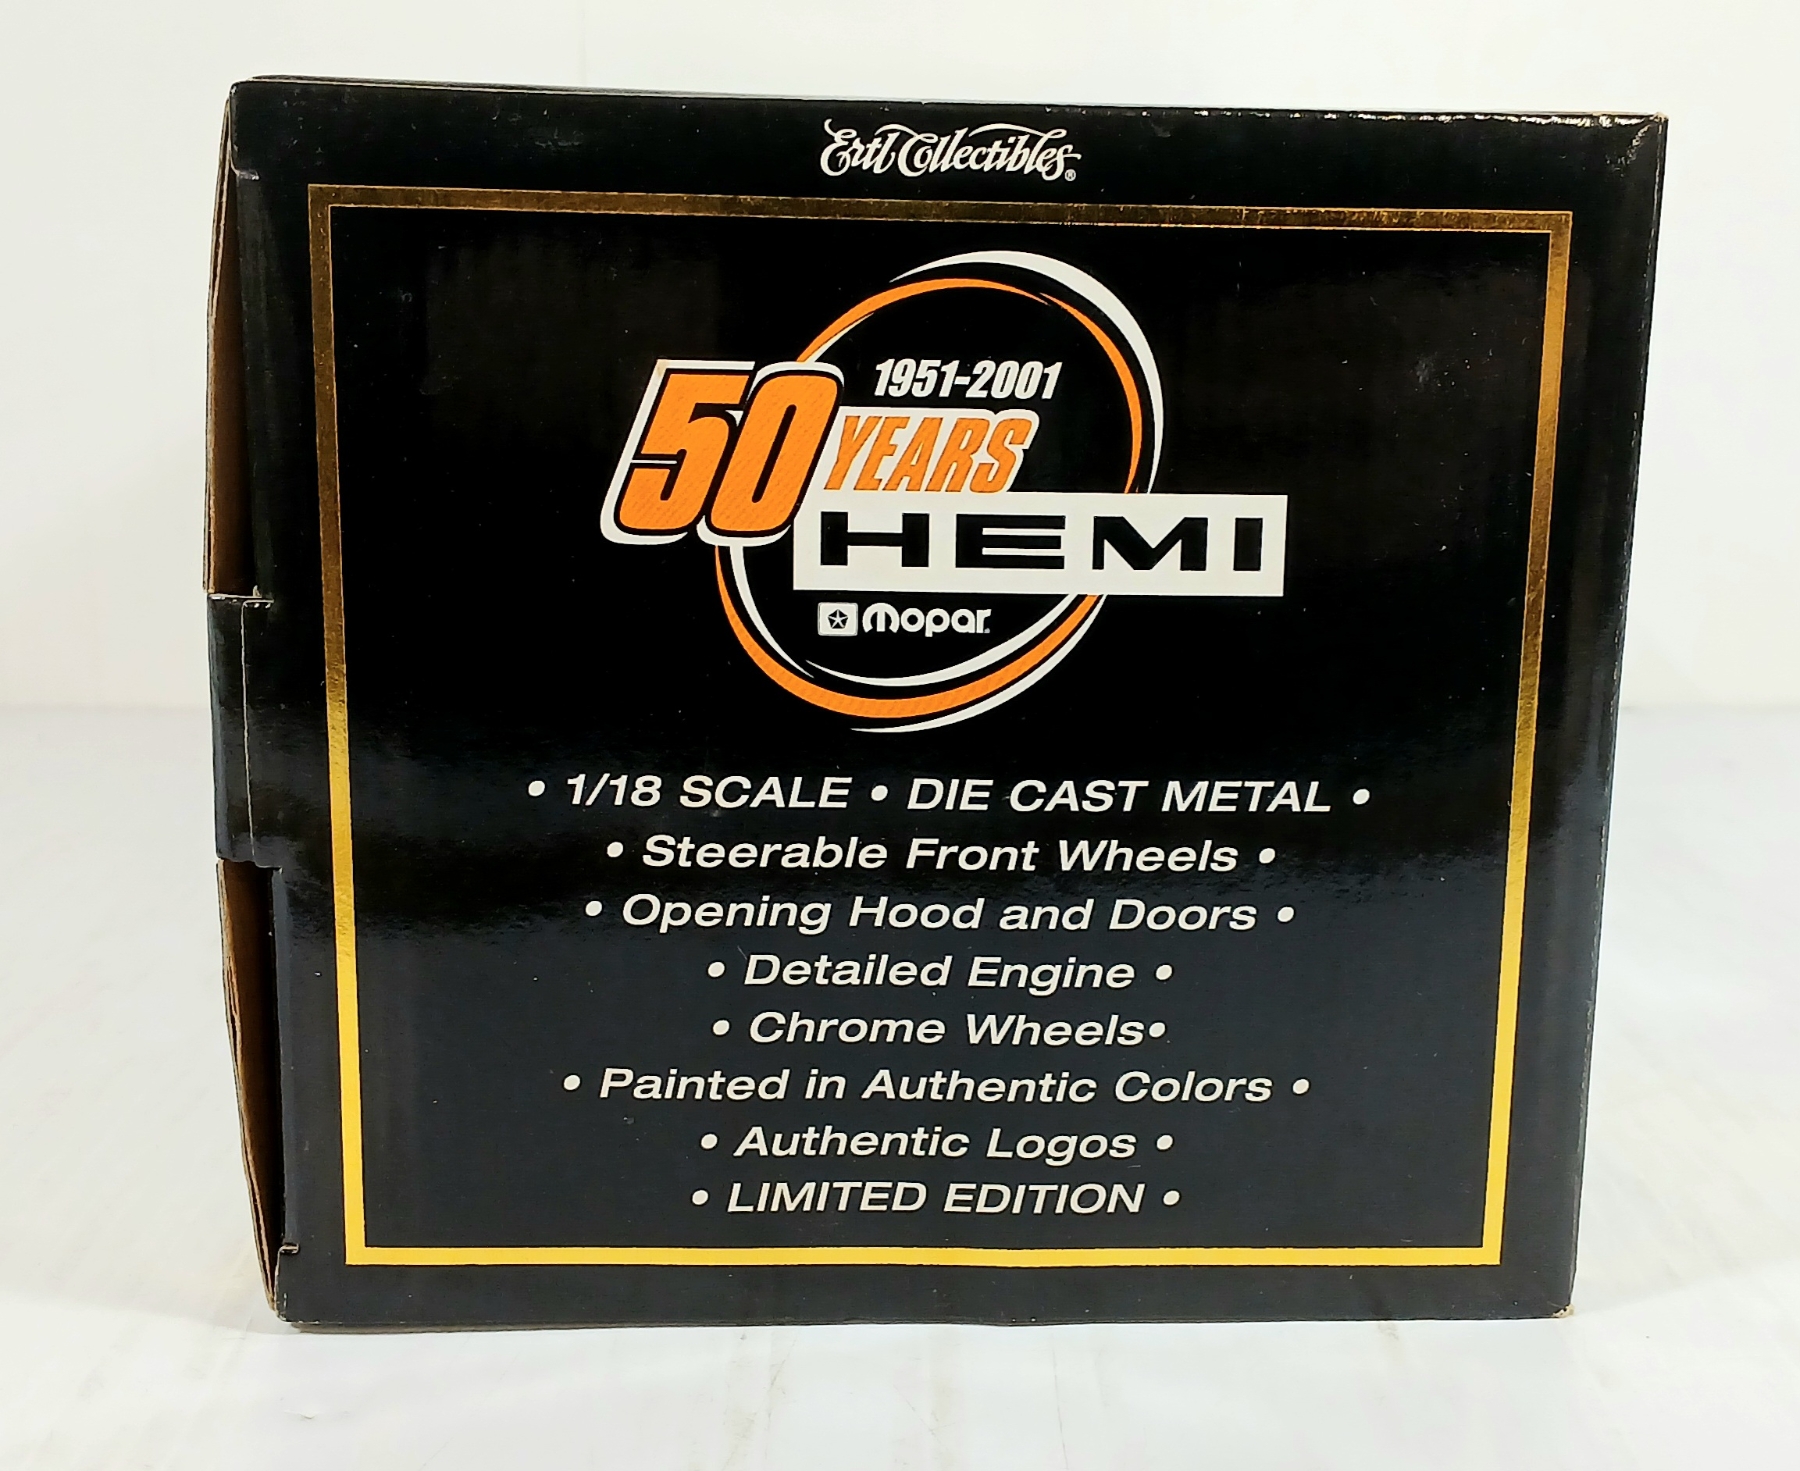 Ertl Collectibles®
1951-2001
50 YEARS
HEMI
Mopar
• 1/18 SCALE • DIE CAST METAL •
• Steerable Front Wheels •
• Opening Hood and Doors •
• Detailed Engine •
• Chrome Wheels•
• Painted in Authentic Colors •
• Authentic Logos •
• LIMITED EDITION •